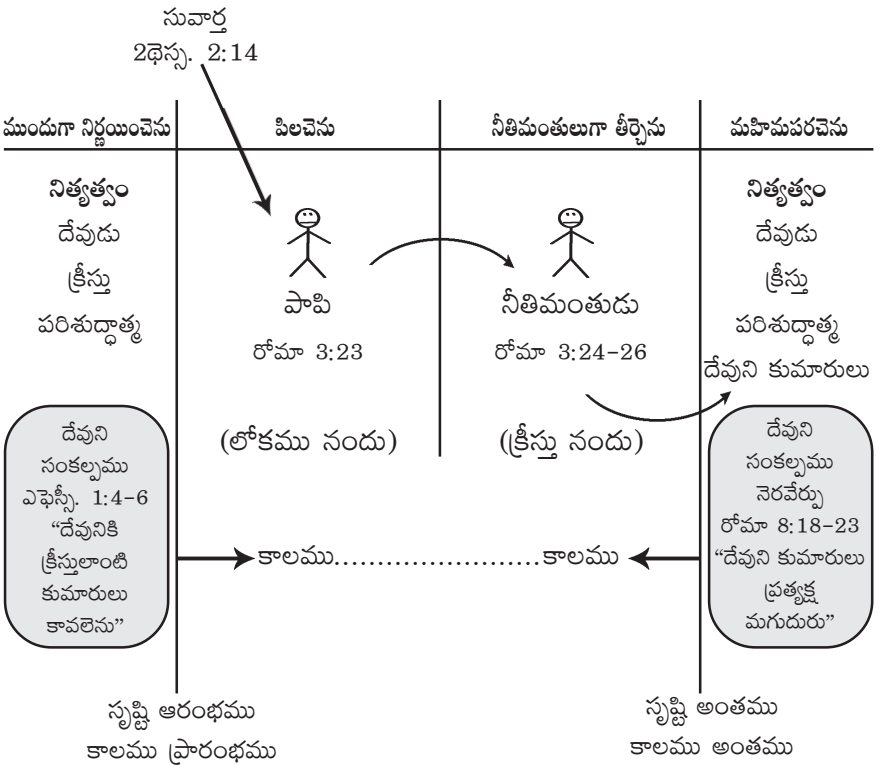 సువార్త
2థెస్స. 2:14
ముందుగా నిర్ణయించెను
పిలచెను
నీతిమంతులుగా తీర్చెను
మహిమపరచెను
నిత్యత్వం
దేవుడు
క్రీస్తు
పరిశుద్ధాత్మ
పాపి
రోమా 3:23
(లోకము నందు)
నీతిమంతుడు
రోమా 3:24-26
(క్రీస్తు నందు)
నిత్యత్వం
దేవుడు
క్రీస్తు
పరిశుద్ధాత్మ
దేవుని కుమారులు
దేవుని
సంకల్పము
ఎఫెస్సీ. 1:4-6
“దేవునికి
క్రీస్తులాంటి
కుమారులు
కావలెను”
కాలము.......................కాలము
దేవుని
సంకల్పము
నెరవేర్పు
రోమా 8:18-23
“దేవుని కుమారులు
ప్రత్యక్ష
మగుదురు”
సృష్టి ఆరంభము
కాలము ప్రారంభము
సృష్టి అంతము
కాలము అంతము